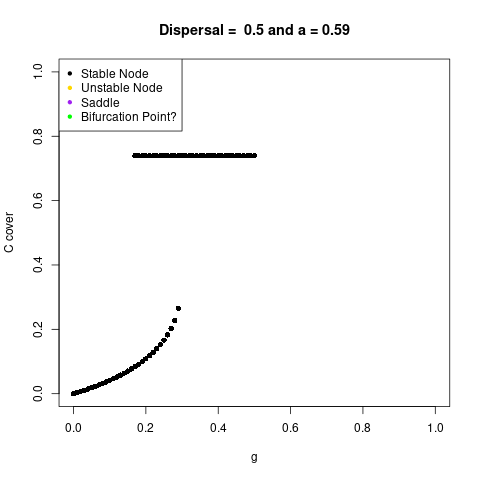 Dispersal =  0.5 and a = 0.59
Stable Node
Unstable Node
Saddle
Bifurcation Point?
C cover
1.0
0.8
0.6
0.4
0.2
0.0
0.0 0.2 0.4 0.6 0.8 1.0
g